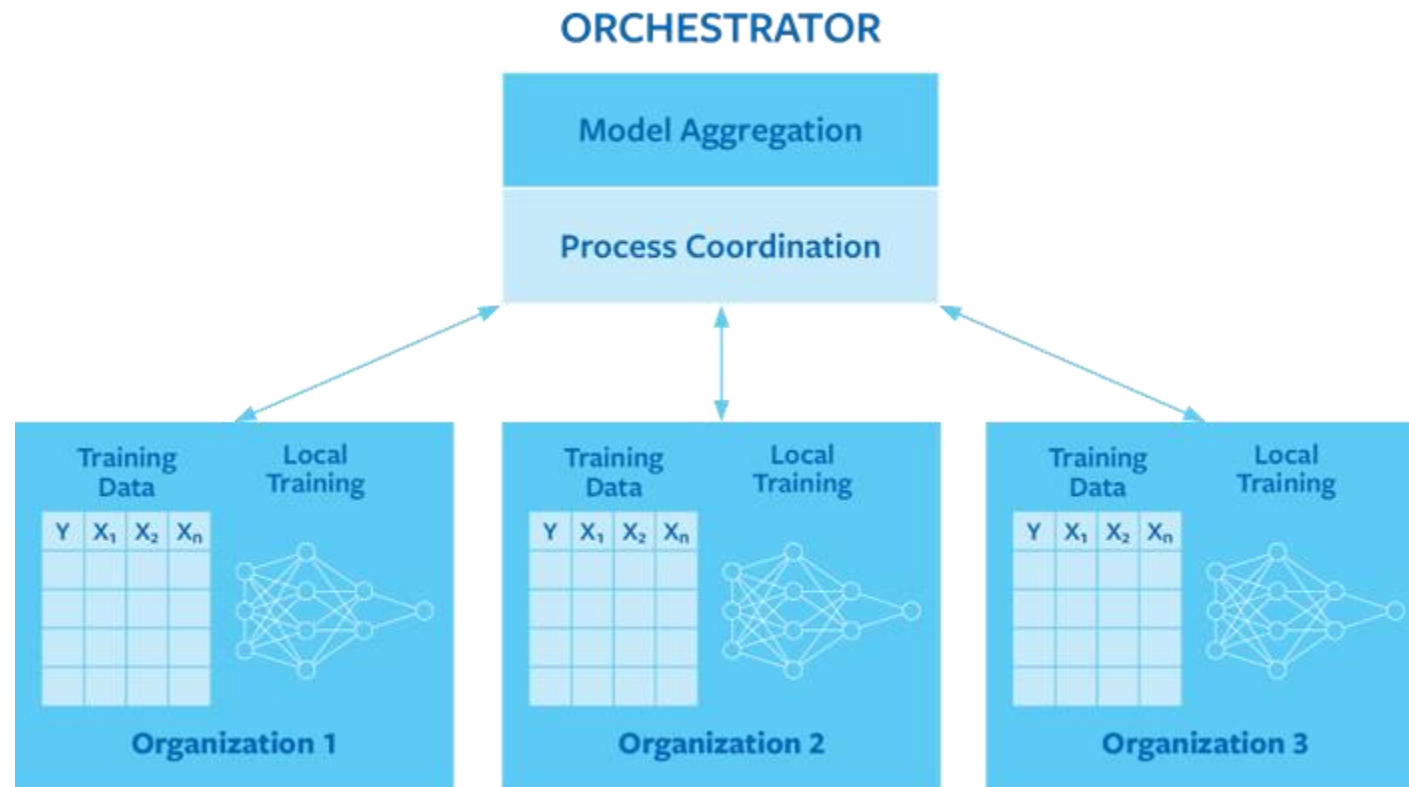 ORCHESTRATOR
Model Aggregation
Process Coordination
Training
Data
Local
Training
Y X₁ X₂ Xₙ
Organization 1
Training
Data
Local
Training
Y X₁ X₂ Xₙ
Organization 2
Training
Data
Local
Training
Y X₁ X₂ Xₙ
Organization 3